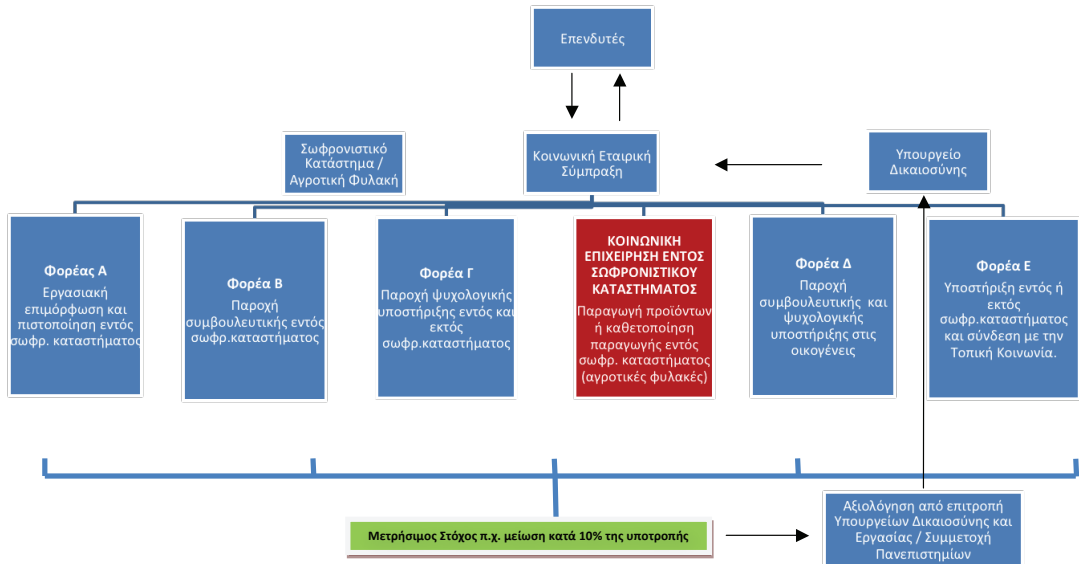 Επενδυτές
Σωφρονιστικό
Κατάστημα /
Αγροτική Φυλακή
Κοινωνική Εταιρική
Σύμπραξη
Υπουργείο
Δικαιοσύνης
Φορέας Α
Εργασιακή
επιμόρφωση και
πιστοποίηση εντός
σωφρ. καταστήματος
Φορέα Β
Παροχή
συμβουλευτικής εντός
σωφρ.καταστήματος
Φορέα Γ
Παροχή ψυχολογικής
υποστήριξης εντός και
εκτός
σωφρ.καταστήματος
ΚΟΙΝΩΝΙΚΗ
ΕΠΙΧΕΙΡΗΣΗ ΕΝΤΟΣ
ΣΩΦΡΟΝΙΣΤΙΚΟΥ
ΚΑΤΑΣΤΗΜΑΤΟΣ
Παραγωγή προϊόντων
ή καθετοποίηση
παραγωγής εντός
σωφρ. καταστήματος
(αγροτικές φυλακές)
Φορέα Δ
Παροχή
συμβουλευτικής και
ψυχολογικής
υποστήριξης στις
οικογένεις
Φορέα Ε
Υποστήριξη εντός ή
εκτός
σωφρ.καταστήματος
και σύνδεση με την
Τοπική Κοινωνία.
Μετρήσιμος Στόχος π.χ. μείωση κατά 10% της υποτροπής
Αξιολόγηση από επιτροπή
Υπουργείων Δικαιοσύνης και
Εργασίας / Συμμετοχή
Πανεπιστημίων